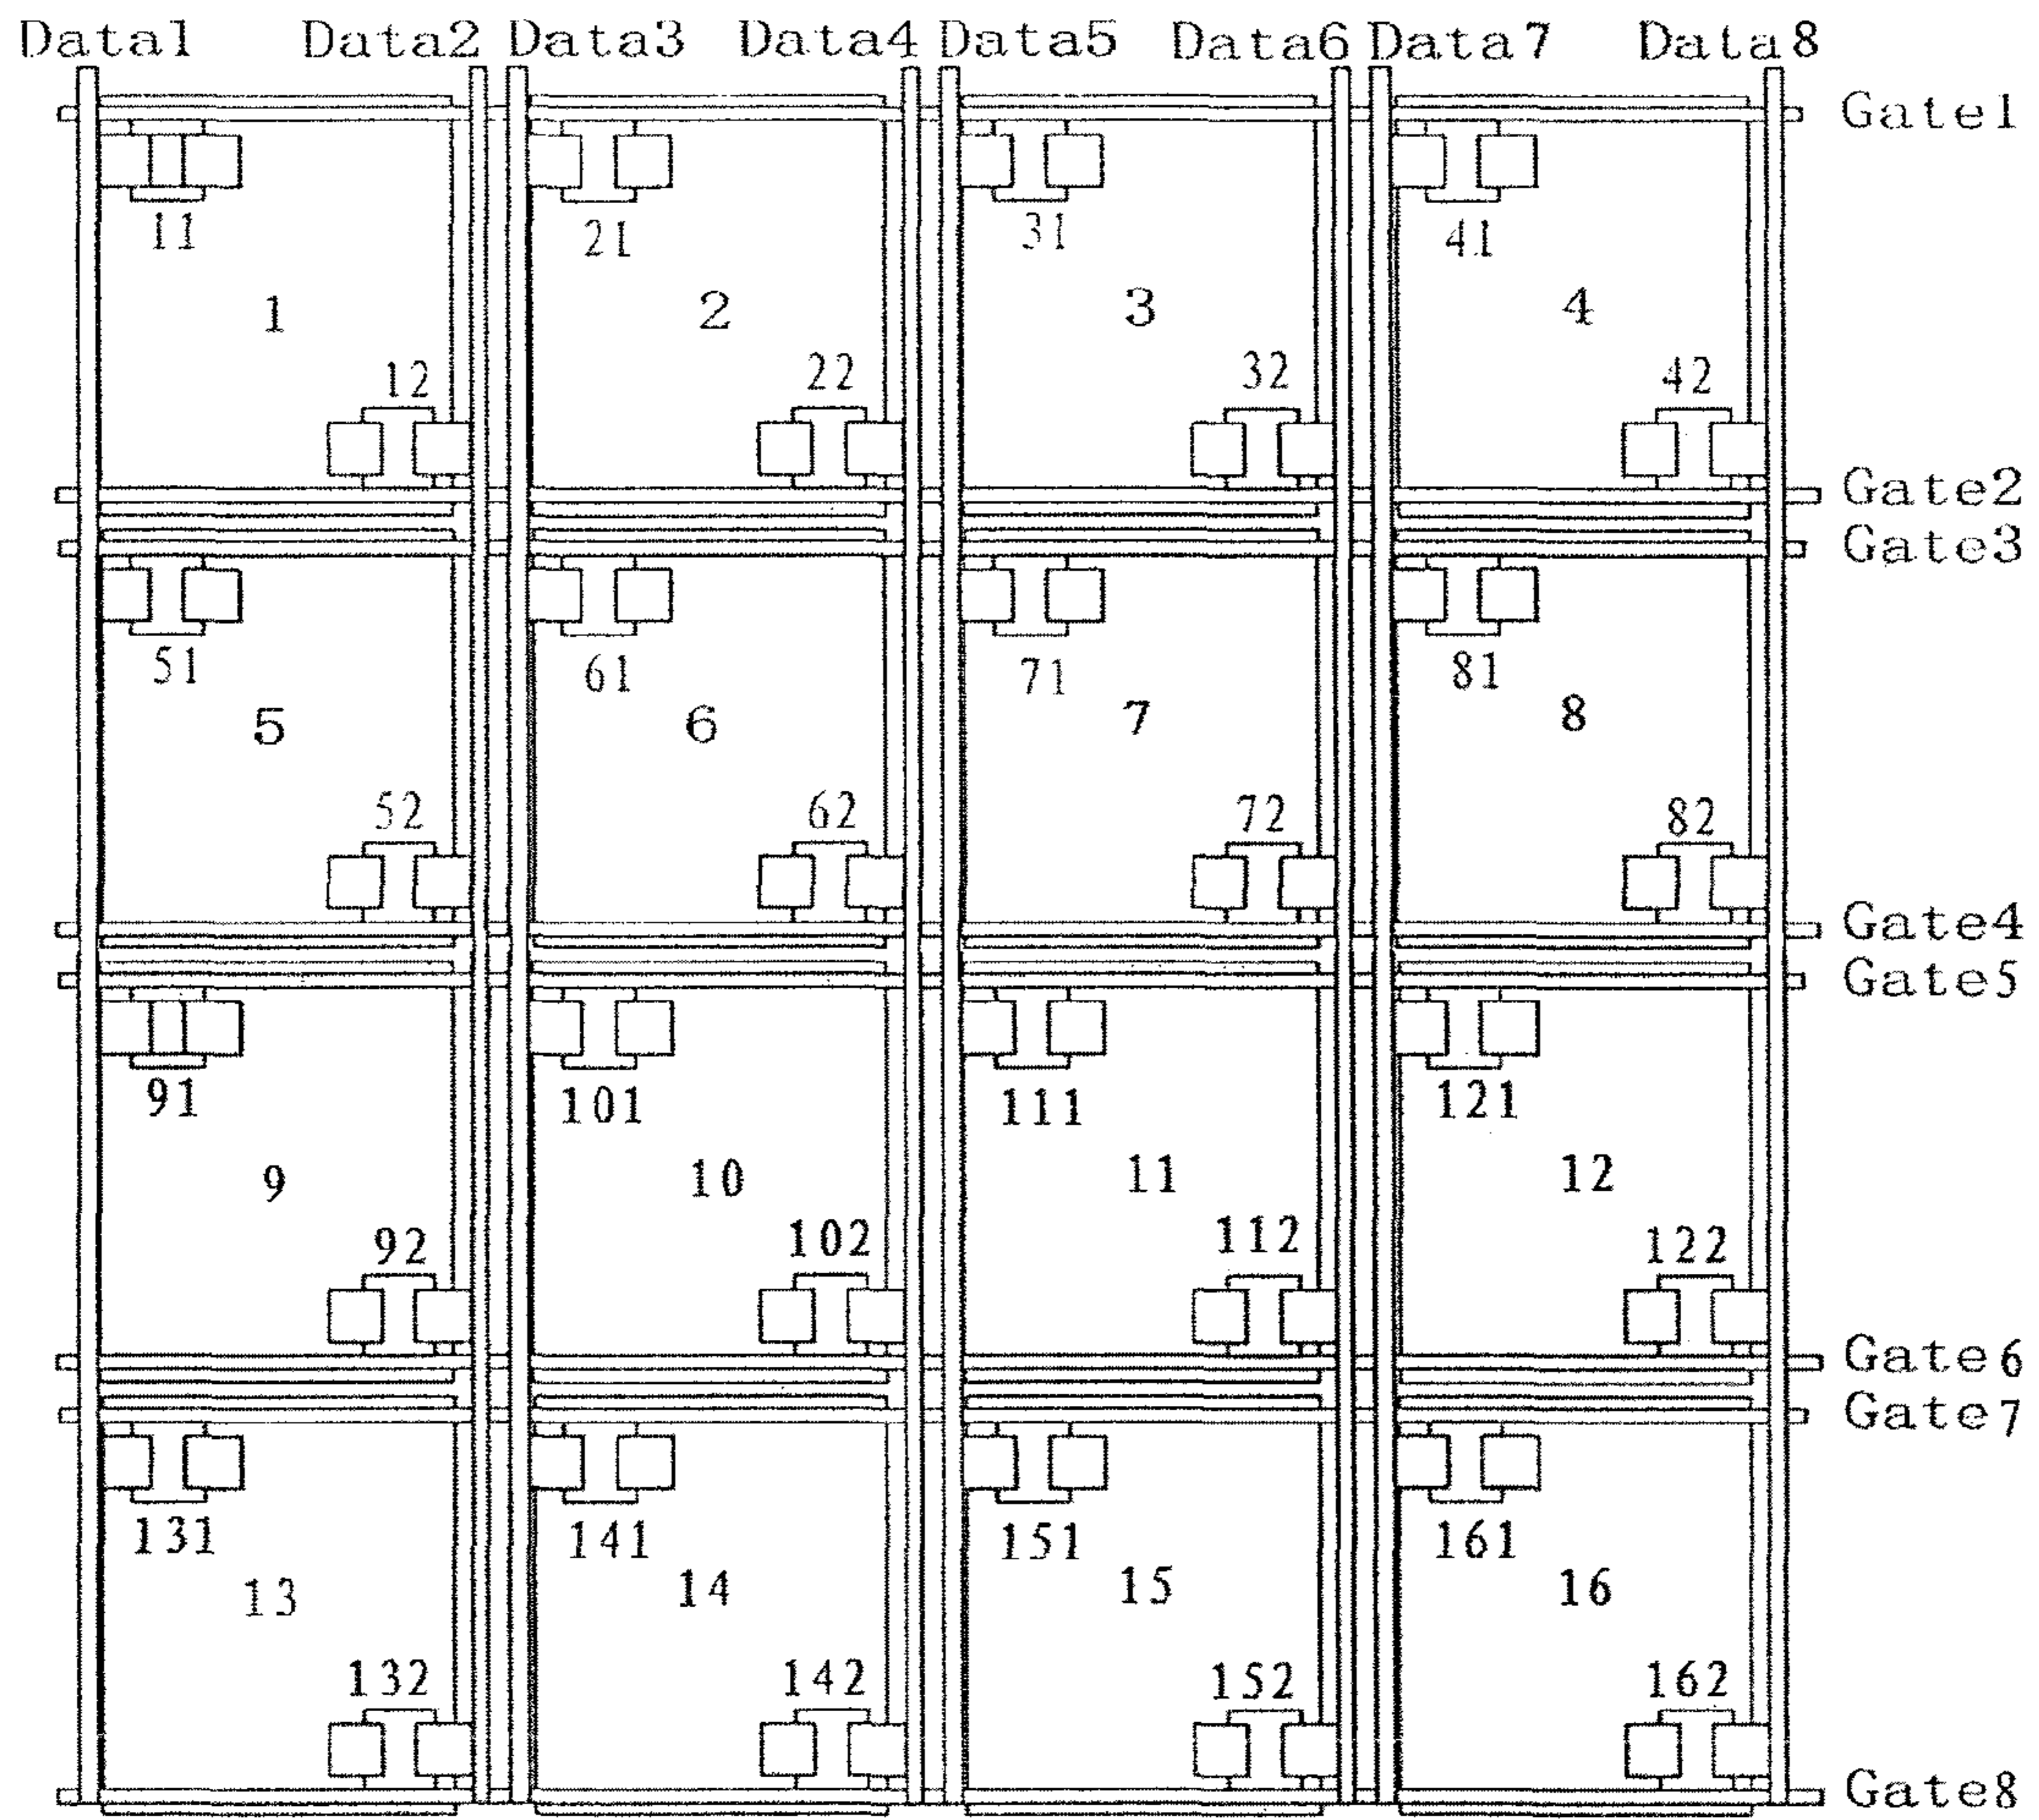 Data1 Data2 Data3 Data4 Data5 Data6 Data7 Data8
Gate1
11 21 31 41
1 2 3 4
12 22 32 42
Gate2
Gate3
51 61 71 81
5 6 7 8
52 62 72 82
Gate4
Gate5
91 101 111 121
9 10 11 12
92 102 112 122
Gate6
Gate7
131 141 151 161
13 14 15 16
132 142 152 162
Gate8